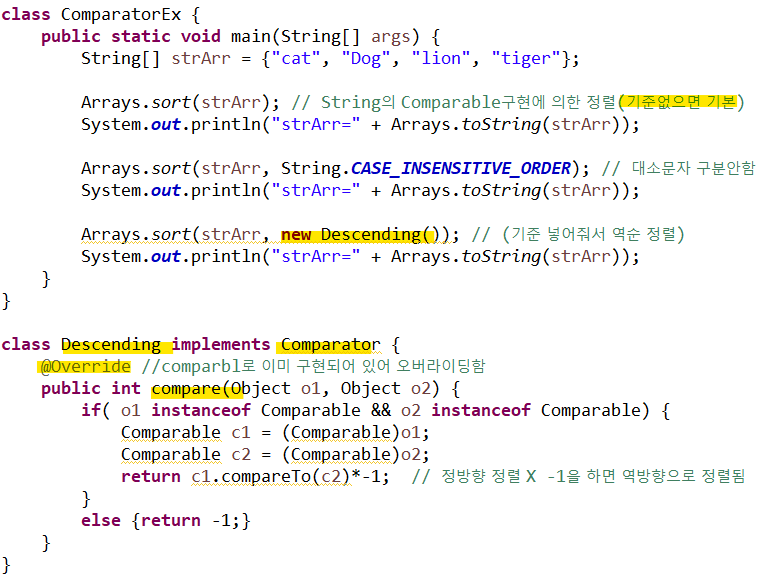 class ComparatorEx {
public static void main(String[] args) {
String[] strArr = {"cat", "Dog", "lion", "tiger"};
Arrays.sort(strArr); // String의 Comparable구현에 의한 정렬(기준없으면 기본)
System.out.println("strArr=" + Arrays.toString(strArr));
Arrays.sort(strArr, String.CASE_INSENSITIVE_ORDER); // 대소문자 구분안함
System.out.println("strArr=" + Arrays.toString(strArr));
Arrays.sort(strArr, new Descending()); // (기준 넣어줘서 역순 정렬)
System.out.println("strArr=" + Arrays.toString(strArr));
}
}
class Descending implements Comparator {
@Override //comparbl로 이미 구현되어 있어 오버라이딩함
public int compare(Object o1, Object o2) {
if( o1 instanceof Comparable && o2 instanceof Comparable) {
Comparable c1 = (Comparable)o1;
Comparable c2 = (Comparable)o2;
return c1.compareTo(c2)*-1; // 정방향 정렬 X -1을 하면 역방향으로 정렬됨
}
else {return -1;}
}
}